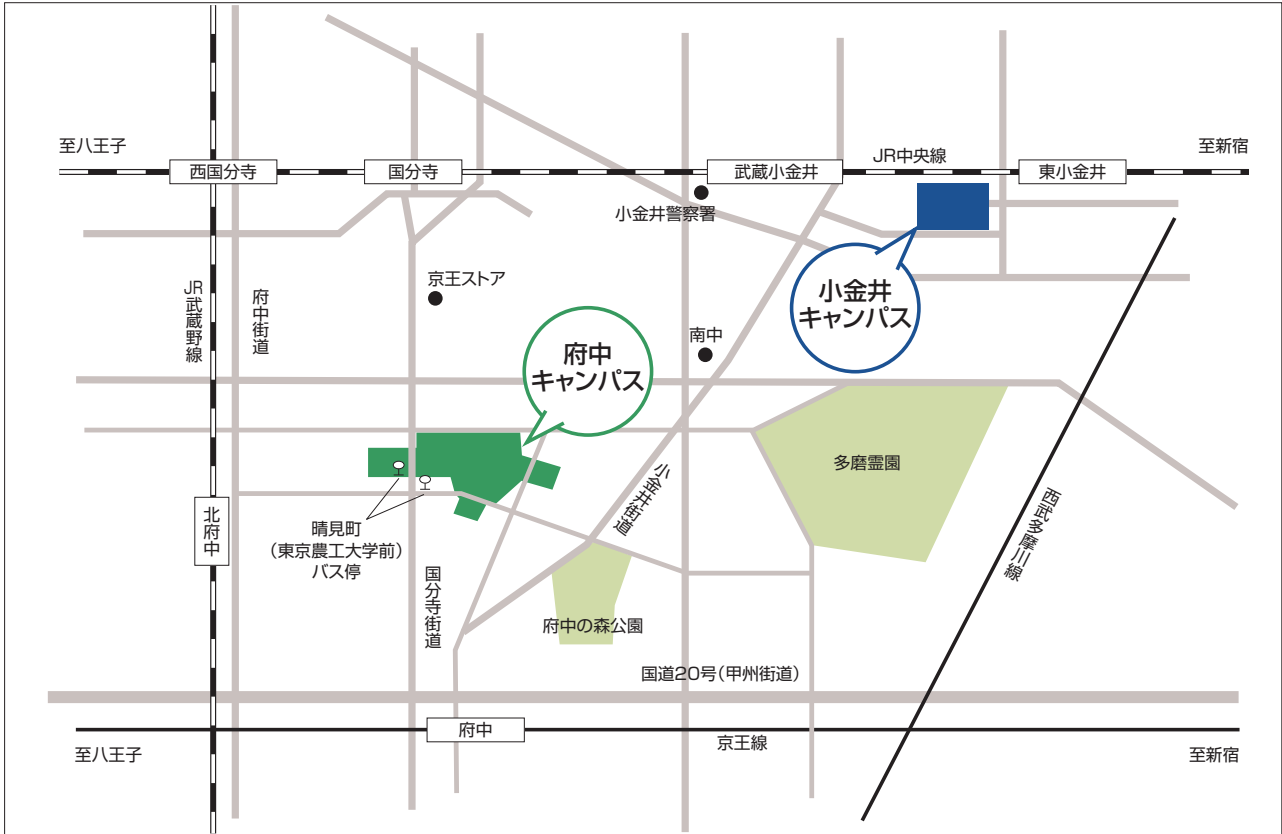 至八王子
西国分寺
国分寺
武蔵小金井
JR中央線
東小金井
至新宿
小金井警察署
京王ストア
JR武蔵野線
府中街道
小金井
キャンパス
南中
府中
キャンパス
多磨霊園
小金井街道
西武多摩川線
北府中
晴見町
(東京農工大学前)
バス停
国分寺街道
府中の森公園
国道20号(甲州街道)
府中
京王線
至八王子
至新宿